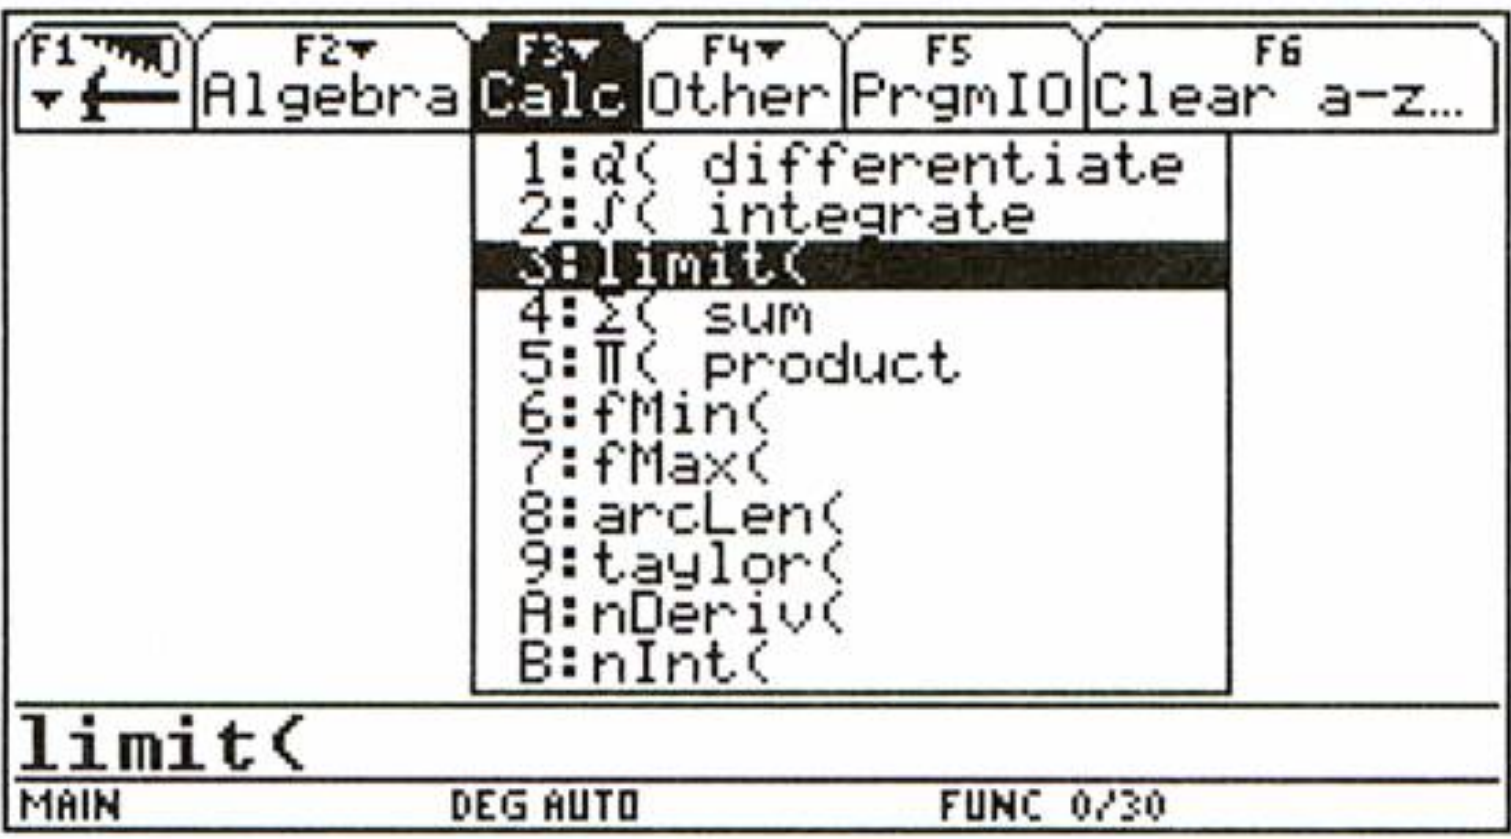 F1 F2▼ F3▼ F4▼ F5 F6
▼ Algebra Calc Other PrgmIO Clear a-z…
1:d( differentiate
2:∫( integrate
3:limit(
4:Σ( sum
5:Π( product
6:fMin(
7:fMax(
8:arcLen(
9:taylor(
A:nDeriv(
B:nInt(
limit(
MAIN DEG AUTO FUNC 0/30